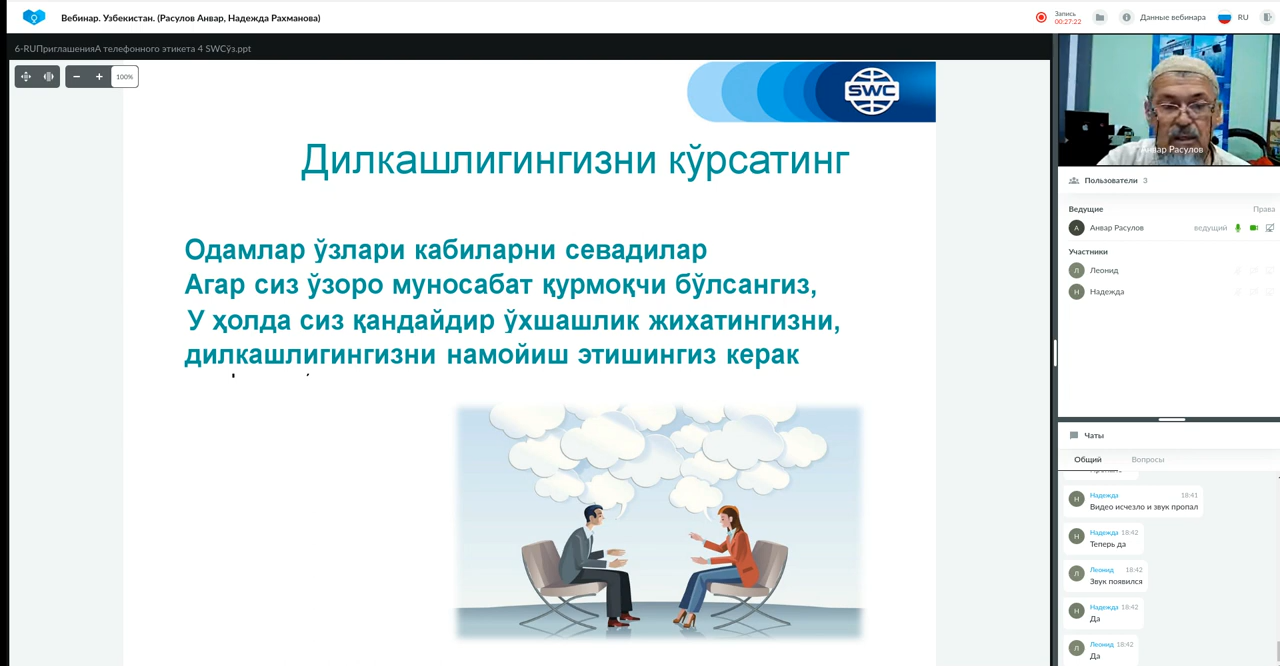 Вебинар. Узбекистан. (Расулов Анвар, Надежда Рахманова)
Запись
00:27:22
Данные вебинара
RU
6-RUПриглашенияА телефонного этикета 4 SWCўз.ppt
100%
SWC
Дилкашлигингизни кўрсатинг
Одамлар ўзлари кабиларни севадилар
Агар сиз ўзоро муносабат қурмоқчи бўлсангиз,
У ҳолда сиз қандайдир ўхшашлик жихатингизни,
дилкашлигингизни намойиш этишингиз керак
Анвар Расулов
Пользователи 3
Ведущие Права
А Анвар Расулов ведущий
Участники
Л Леонид
Н Надежда
Чаты
Общий Вопросы
Н Надежда 18:41
Видео исчезло и звук пропал
Н Надежда 18:42
Теперь да
Л Леонид 18:42
Звук появился
Н Надежда 18:42
Да
Л Леонид 18:42
Да